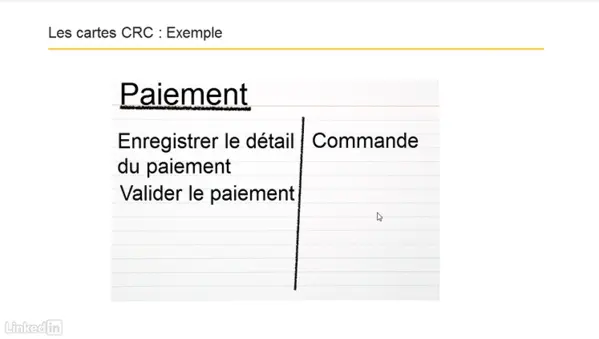 Les cartes CRC : Exemple
Paiement
Enregistrer le détail
du paiement
Valider le paiement
Commande
Linked in